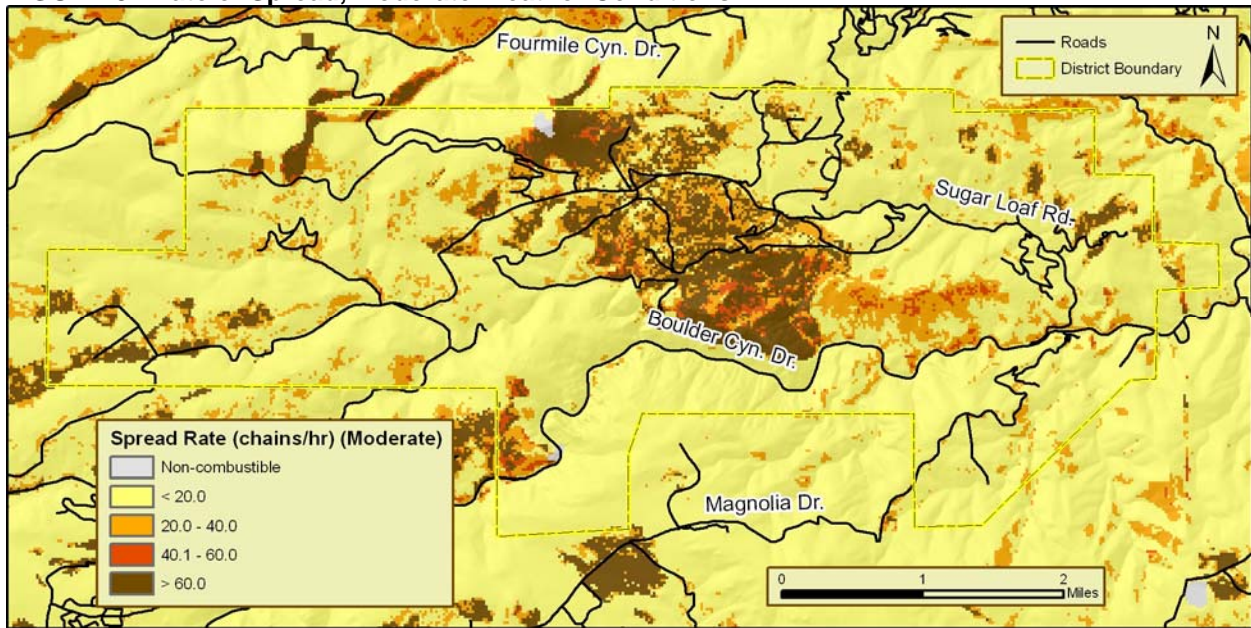 Fourmile Cyn. Dr.
N
Roads
District Boundary
Sugar Loaf Rd.
Boulder Cyn. Dr.
Spread Rate (chains/hr) (Moderate)
Non-combustible
< 20.0
20.0 - 40.0
40.1 - 60.0
> 60.0
Magnolia Dr.
0 1 2
Miles